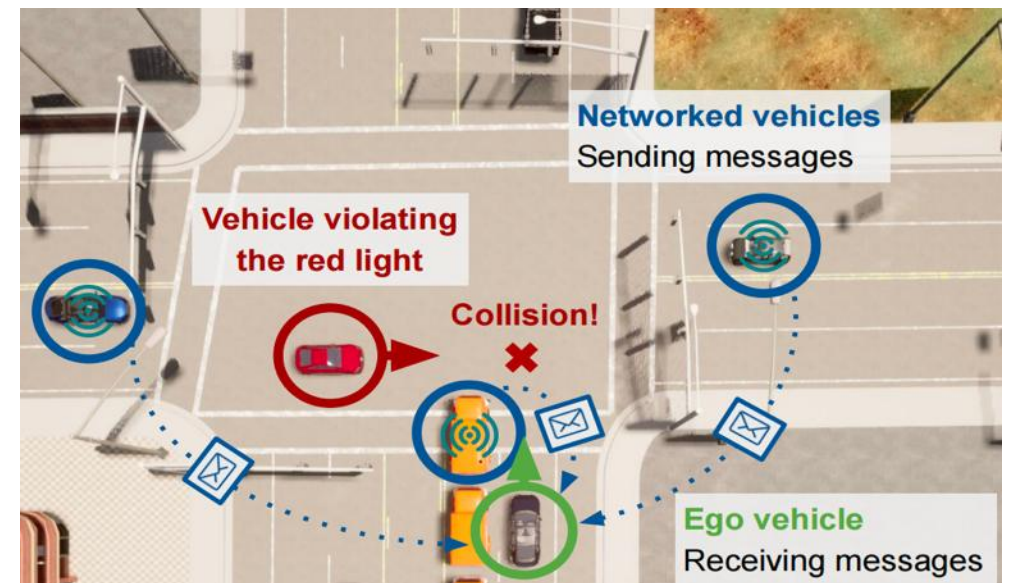 Networked vehicles
Sending messages
Vehicle violating
the red light
Collision!
Ego vehicle
Receiving messages